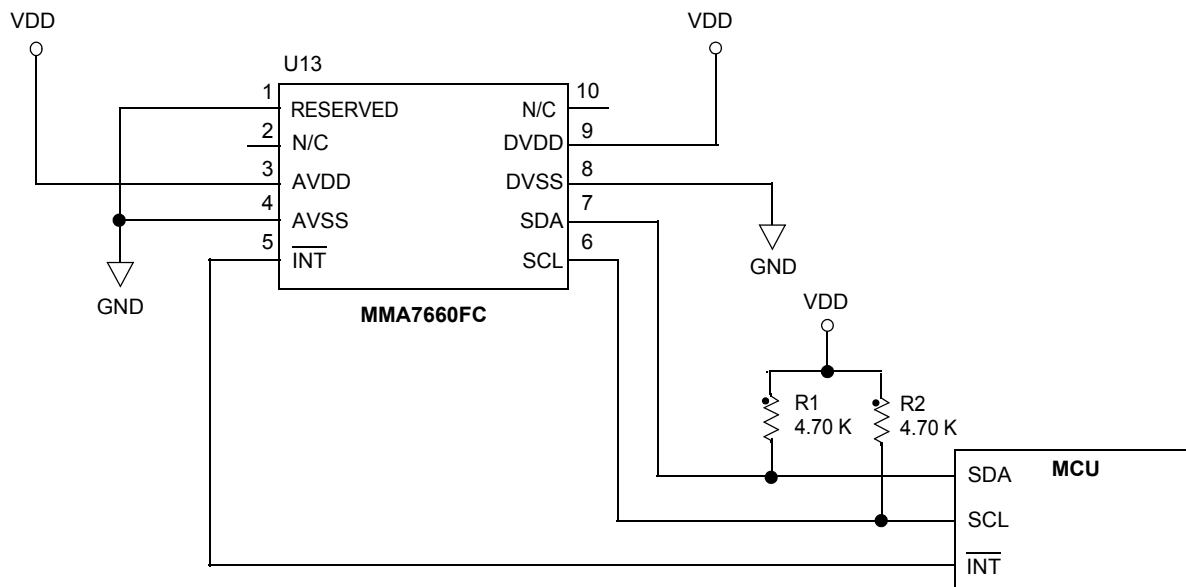 VDD
VDD
U13
1
RESERVED
N/C
10
2
N/C
DVDD
9
3
AVDD
DVSS
8
4
AVSS
SDA
7
5
INT
SCL
6
GND
MMA7660FC
GND
VDD
R1
4.70 K
R2
4.70 K
MCU
SDA
SCL
INT